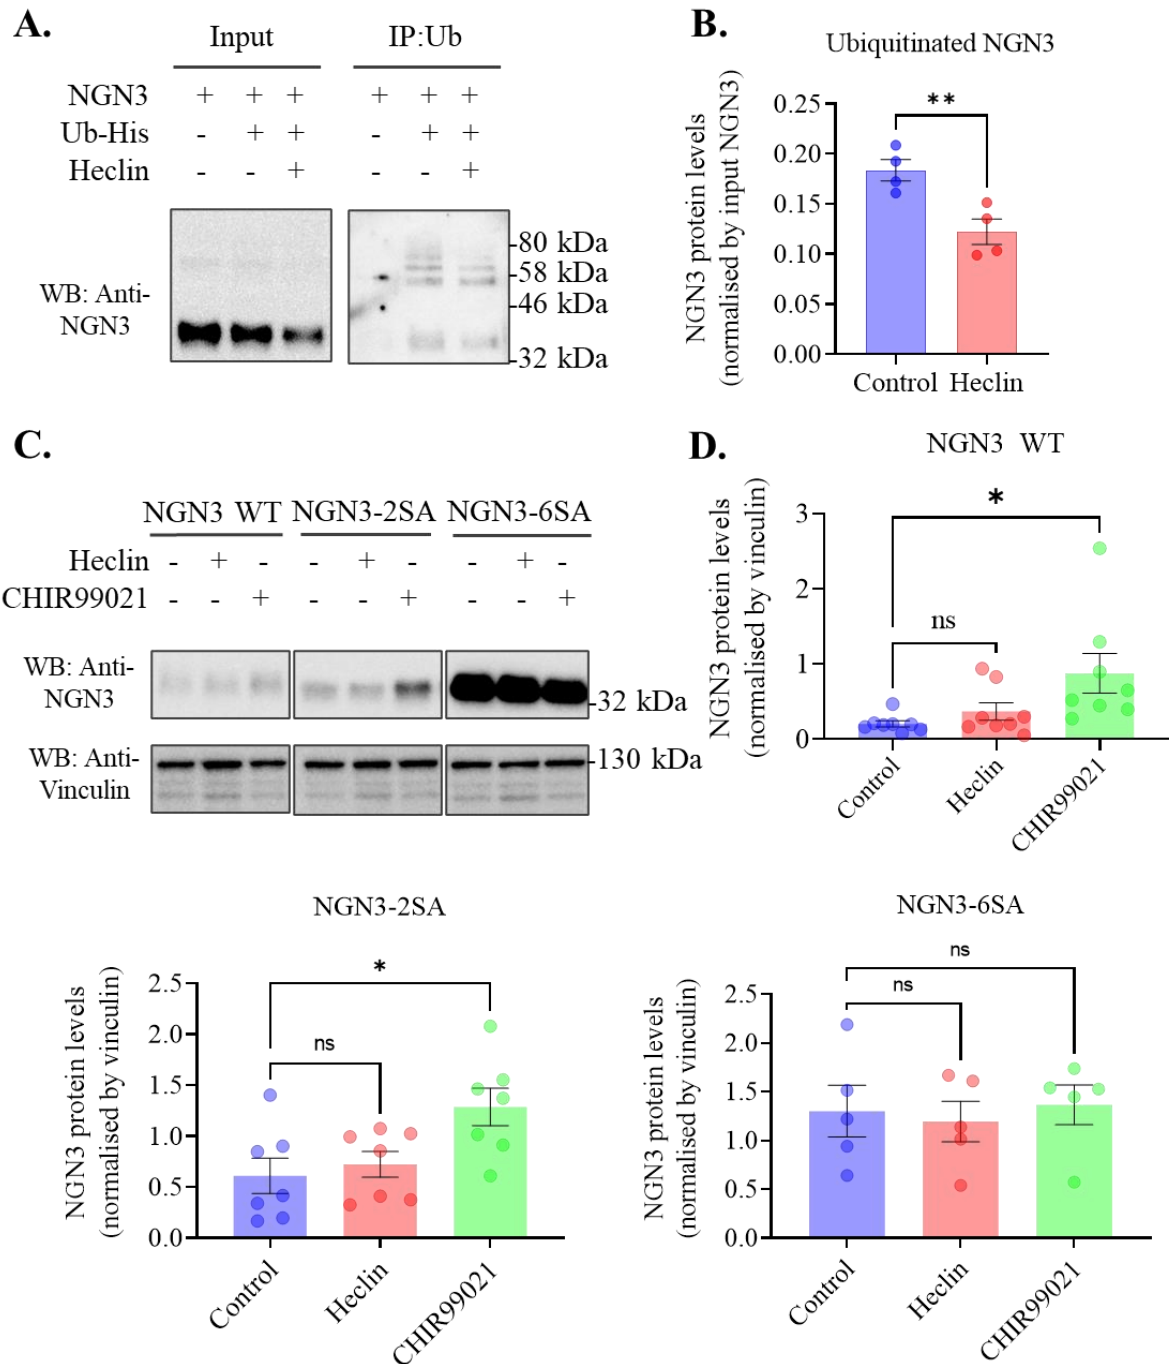 A.
Input IP:Ub
NGN3 + + + + + +
Ub-His - + + - + +
Heclin - - + - - +
WB: Anti-
NGN3
-80 kDa
-58 kDa
-46 kDa
-32 kDa
B.
Ubiquitinated NGN3
NGN3 protein levels
(normalised by input NGN3)
0.25
0.20
0.15
0.10
0.05
0.00
**
Control Heclin
C.
NGN3 WT NGN3-2SA NGN3-6SA
Heclin - + - - + - - + -
CHIR99021 - - + - - + - - +
WB: Anti-
NGN3
-32 kDa
WB: Anti-
Vinculin
-130 kDa
D.
NGN3 WT
NGN3 protein levels
(normalised by vinculin)
3
2
1
0
*
ns
Control
Heclin
CHIR99021
NGN3-2SA
NGN3 protein levels
(normalised by vinculin)
2.5
2.0
1.5
1.0
0.5
0.0
*
ns
Control
Heclin
CHIR99021
NGN3-6SA
NGN3 protein levels
(normalised by vinculin)
2.5
2.0
1.5
1.0
0.5
0.0
ns
ns
Control
Heclin
CHIR99021